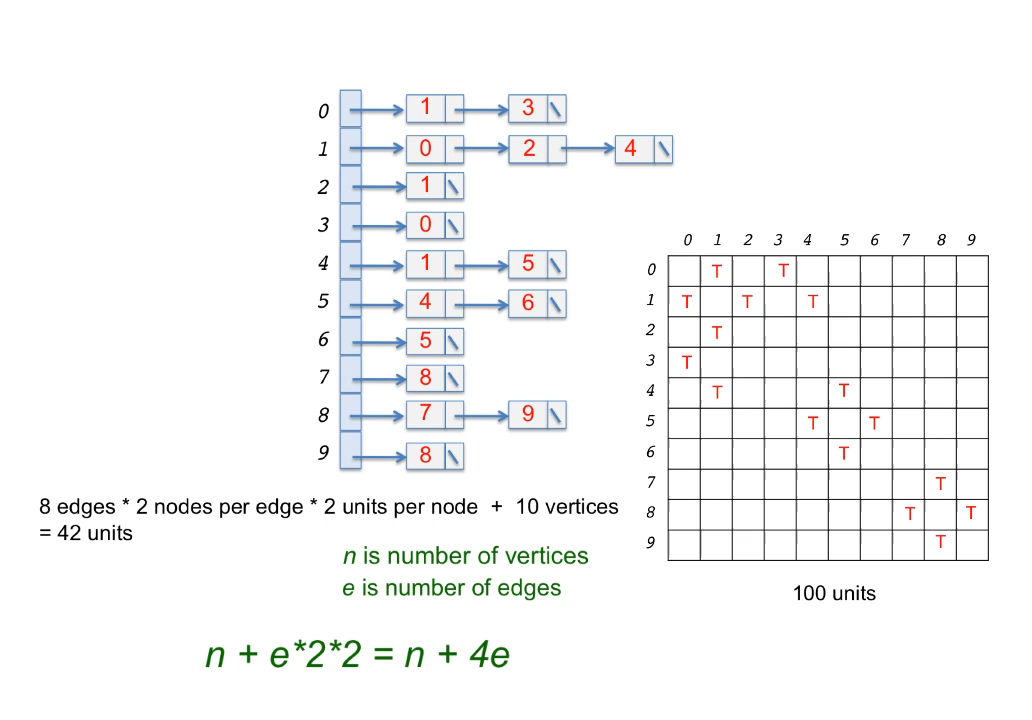 0 1 3
1 0 2 4
2 1
3 0
4 1 5
5 4 6
6 5
7 8
8 7 9
9 8
0 1 2 3 4 5 6 7 8 9
0 T T
1 T T T
2 T
3 T
4 T T
5 T T
6 T
7 T
8 T T
9 T
100 units
8 edges * 2 nodes per edge * 2 units per node + 10 vertices
= 42 units
n is number of vertices
e is number of edges
n + e*2*2 = n + 4e